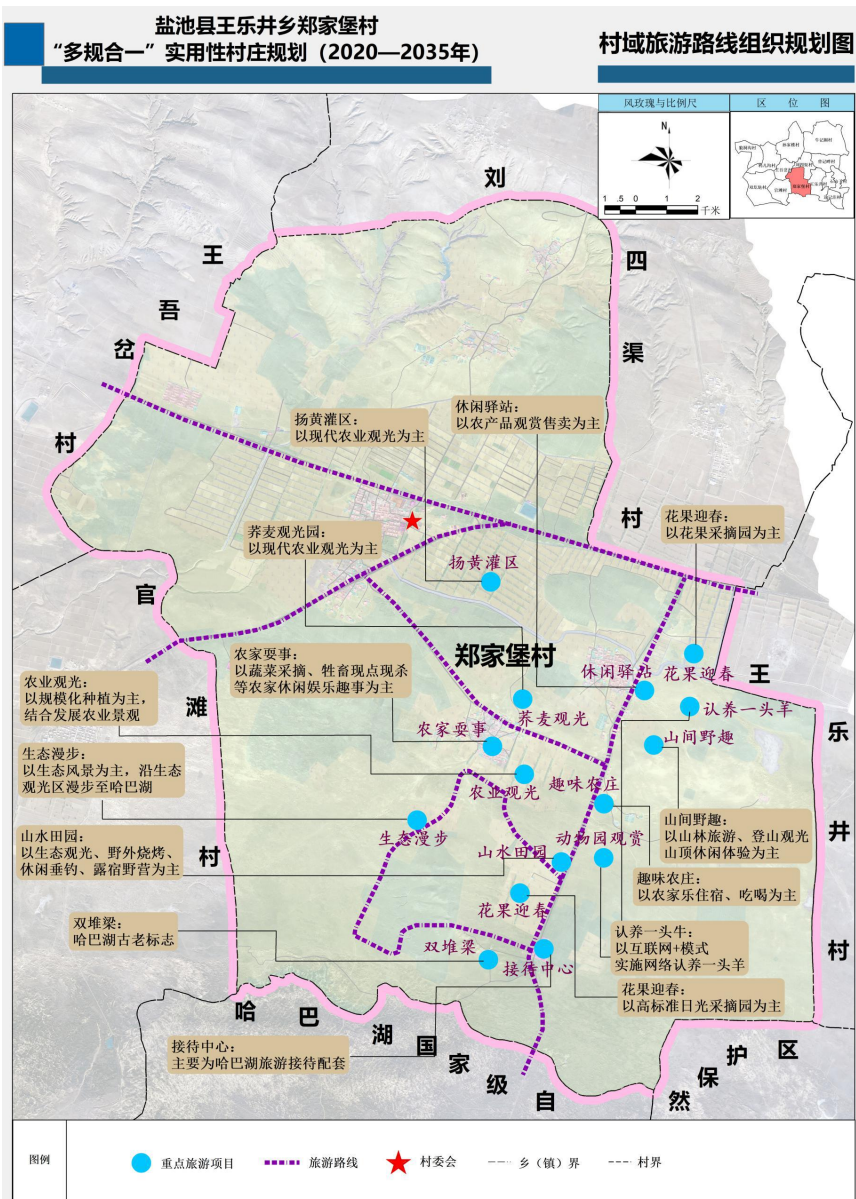 盐池县王乐井乡郑家堡村
“多规合一”实用性村庄规划（2020—2035年）
村域旅游路线组织规划图
风玫瑰与比例尺
区 位 图
N
1 .5 0 1 2
千米
刘四渠村
王吾岔村
官滩村
王乐井村
哈巴湖国家级自然保护区
扬黄灌区：
以现代农业观光为主
休闲驿站：
以农产品观赏售卖为主
荞麦观光园：
以现代农业观光为主
花果迎春：
以花果采摘园为主
扬黄灌区
郑家堡村
农家耍事：
以蔬菜采摘、牲畜现点现杀
等农家休闲娱乐趣事为主
休闲驿站
花果迎春
农业观光：
以规模化种植为主，
结合发展农业景观
荞麦观光
认养一头羊
农家耍事
山间野趣
生态漫步：
以生态风景为主，沿生态
观光区漫步至哈巴湖
农业观光
趣味农庄
山水田园：
以生态观光、野外烧烤、
休闲垂钓、露宿野营为主
生态漫步
山水田园
动物园观赏
山间野趣：
以山林旅游、登山观光
山顶休闲体验为主
趣味农庄：
以农家乐住宿、吃喝为主
花果迎春
双堆梁：
哈巴湖古老标志
双堆梁
接待中心
认养一头牛：
以互联网+模式
实施网络认养一头羊
花果迎春：
以高标准日光采摘园为主
接待中心：
主要为哈巴湖旅游接待配套
图例
重点旅游项目
旅游路线
村委会
乡（镇）界
村界